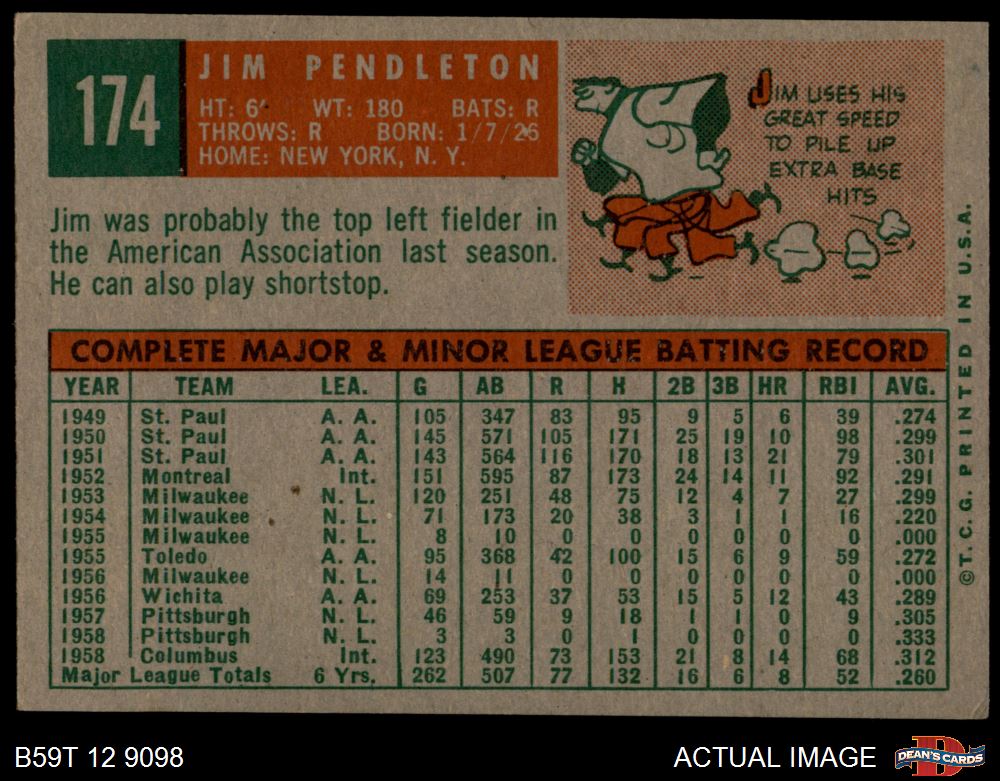 174
JIM PENDLETON
HT: 6' WT: 180 BATS: R
THROWS: R BORN: 1/7/26
HOME: NEW YORK, N. Y.
JIM USES HIS
GREAT SPEED
TO PILE UP
EXTRA BASE
HITS
Jim was probably the top left fielder in
the American Association last season.
He can also play shortstop.
COMPLETE MAJOR & MINOR LEAGUE BATTING RECORD
YEAR TEAM LEA. G AB R H 2B 3B HR RBI AVG.
1949 St. Paul A. A. 105 347 83 95 9 5 6 39 .274
1950 St. Paul A. A. 145 571 105 171 25 19 10 98 .299
1951 St. Paul A. A. 143 564 116 170 18 13 21 79 .301
1952 Montreal Int. 151 595 87 173 24 14 11 92 .291
1953 Milwaukee N. L. 120 251 48 75 12 4 7 27 .299
1954 Milwaukee N. L. 71 173 20 38 3 1 1 16 .220
1955 Milwaukee N. L. 8 10 0 0 0 0 0 0 .000
1955 Toledo A. A. 95 368 42 100 15 6 9 59 .272
1956 Milwaukee N. L. 14 11 0 0 0 0 0 0 .000
1956 Wichita A. A. 69 253 37 53 15 5 12 43 .289
1957 Pittsburgh N. L. 46 59 9 18 1 1 0 9 .305
1958 Pittsburgh N. L. 3 3 0 1 0 0 0 0 .333
1958 Columbus Int. 123 490 73 153 21 8 14 68 .312
Major League Totals 6 Yrs. 262 507 77 132 16 6 8 52 .260
© T. C. G. PRINTED IN U.S.A.
B59T 12 9098
ACTUAL IMAGE
D
DEAN'S CARDS